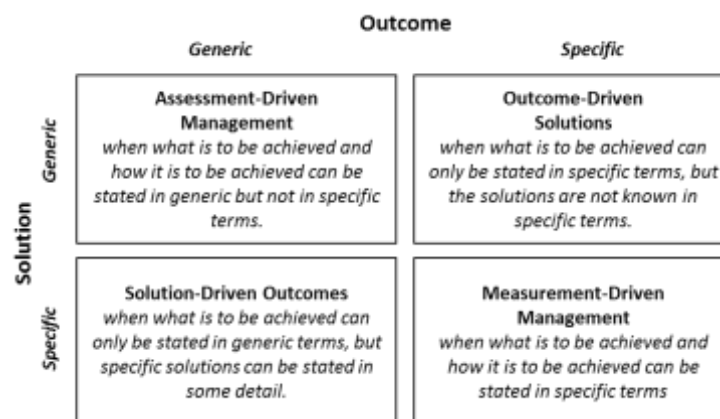 Outcome
Generic
Specific
Solution
Generic
Assessment-Driven
Management
when what is to be achieved and
how it is to be achieved can be
stated in generic but not in specific
terms.
Outcome-Driven
Solutions
when what is to be achieved can
only be stated in specific terms, but
the solutions are not known in
specific terms.
Specific
Solution-Driven Outcomes
when what is to be achieved can
only be stated in generic terms, but
specific solutions can be stated in
some detail.
Measurement-Driven
Management
when what is to be achieved and
how it is to be achieved can be
stated in specific terms